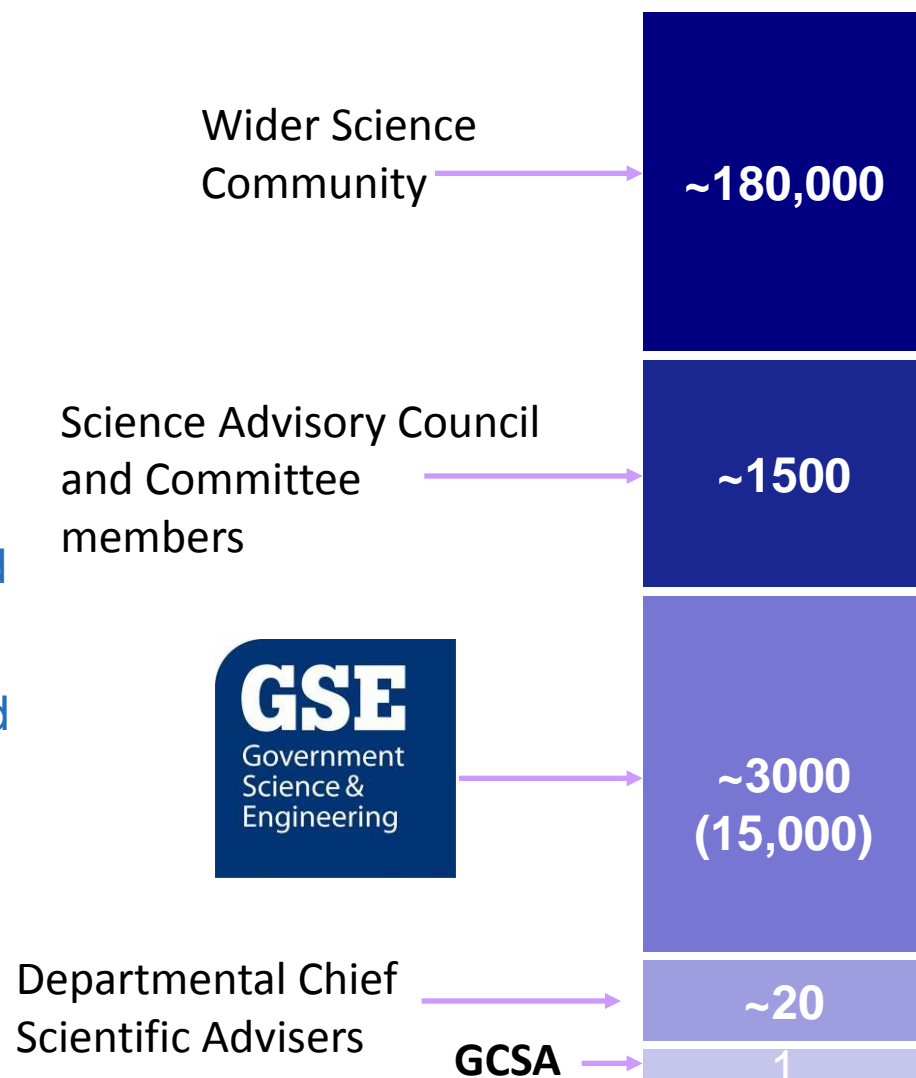 Wider Science
Community
~180,000
Science Advisory Council
and Committee
members
~1500
GSE
Government
Science &
Engineering
~3000
(15,000)
Departmental Chief
Scientific Advisers
~20
GCSA
1